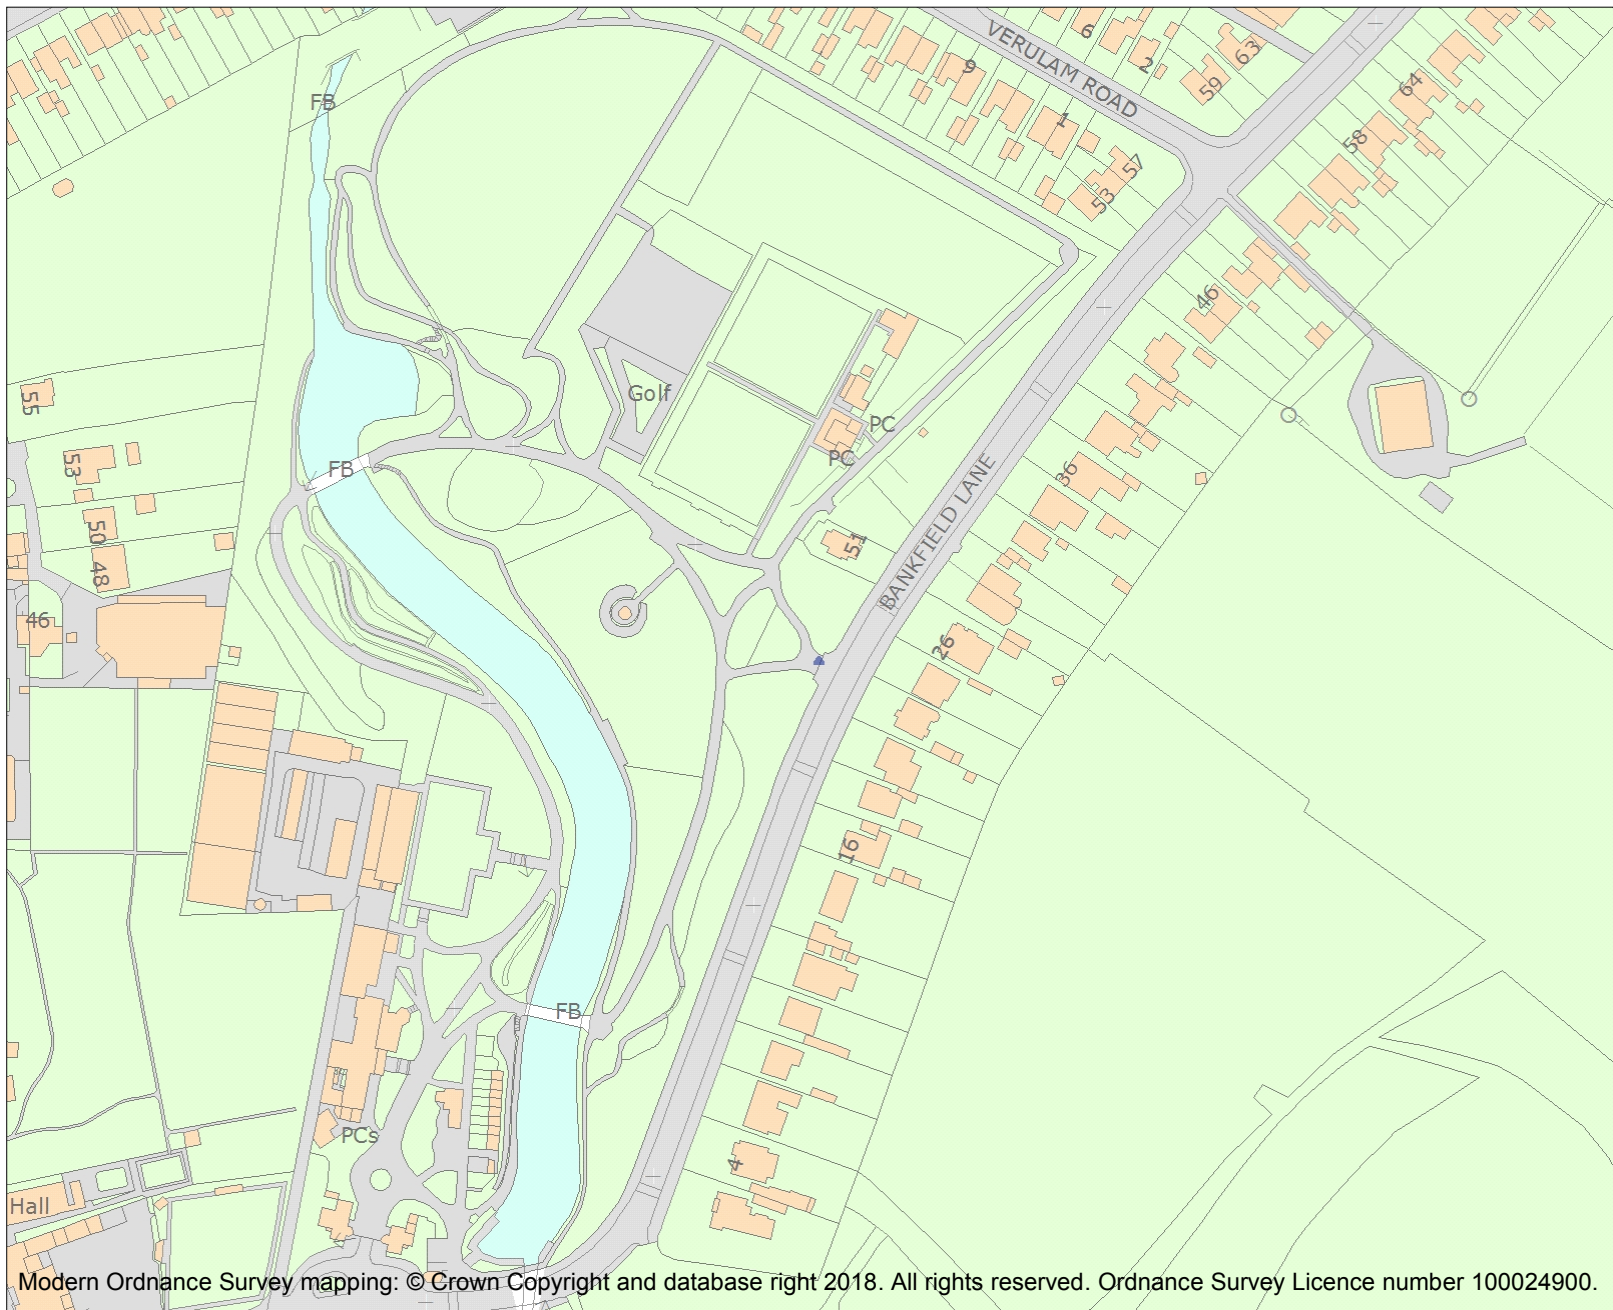 VERULAM ROAD
6
2
63
59
9
1
57
53
64
58
FB
46
55
Golf
PC
PC
FB
53
36
50
48
51
BANKFIELD LANE
46
26
16
FB
PCs
4
Hall
Modern Ordnance Survey mapping: © Crown Copyright and database right 2018. All rights reserved. Ordnance Survey Licence number 100024900.